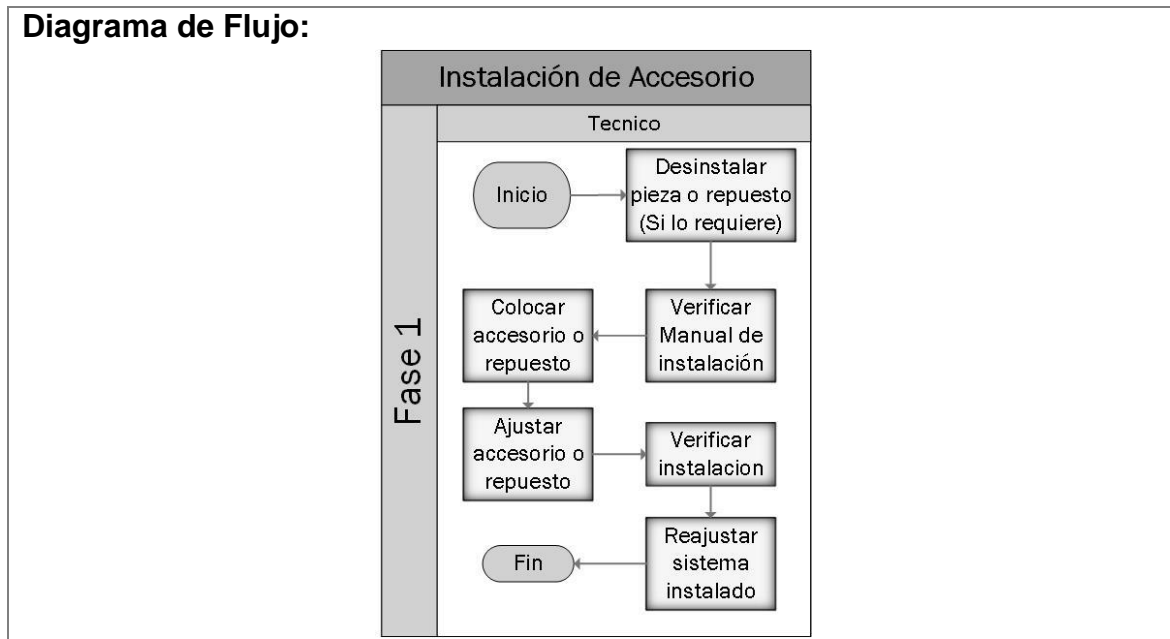 Diagrama de Flujo:
Instalación de Accesorio
Tecnico
Fase 1
Inicio
Desinstalar
pieza o repuesto
(Si lo requiere)
Verificar
Manual de
instalación
Colocar
accesorio o
repuesto
Ajustar
accesorio o
repuesto
Verificar
instalacion
Reajustar
sistema
instalado
Fin